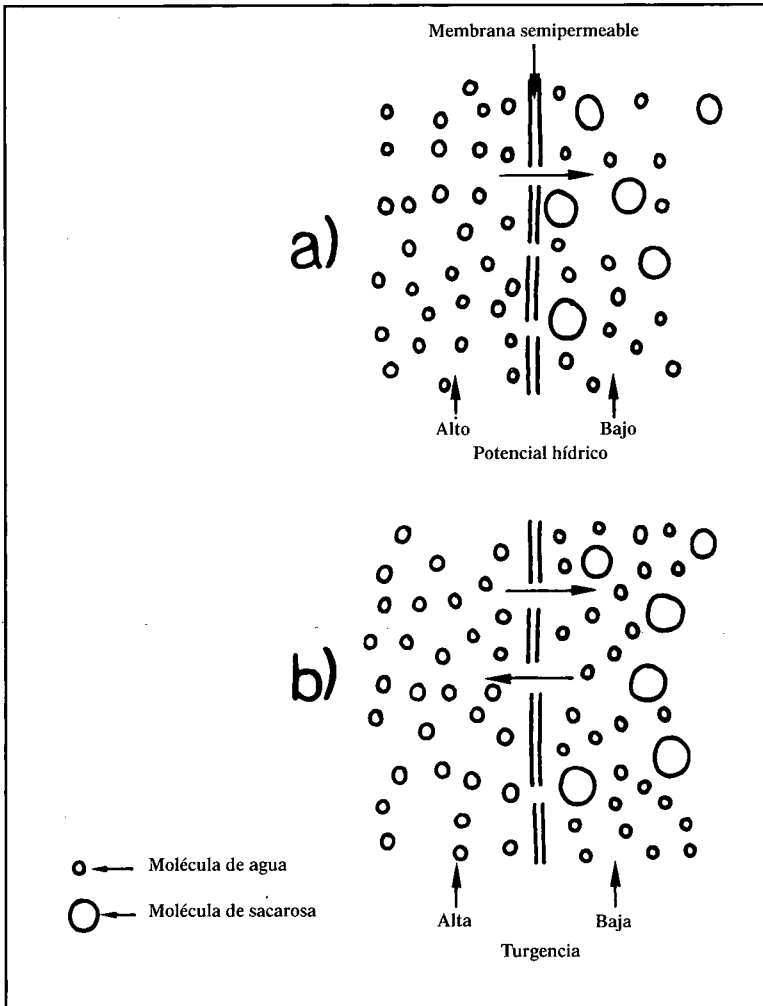 Membrana semipermeable
a)
Alto
Bajo
Potencial hídrico
b)
Molécula de agua
Molécula de sacarosa
Alta
Baja
Turgencia